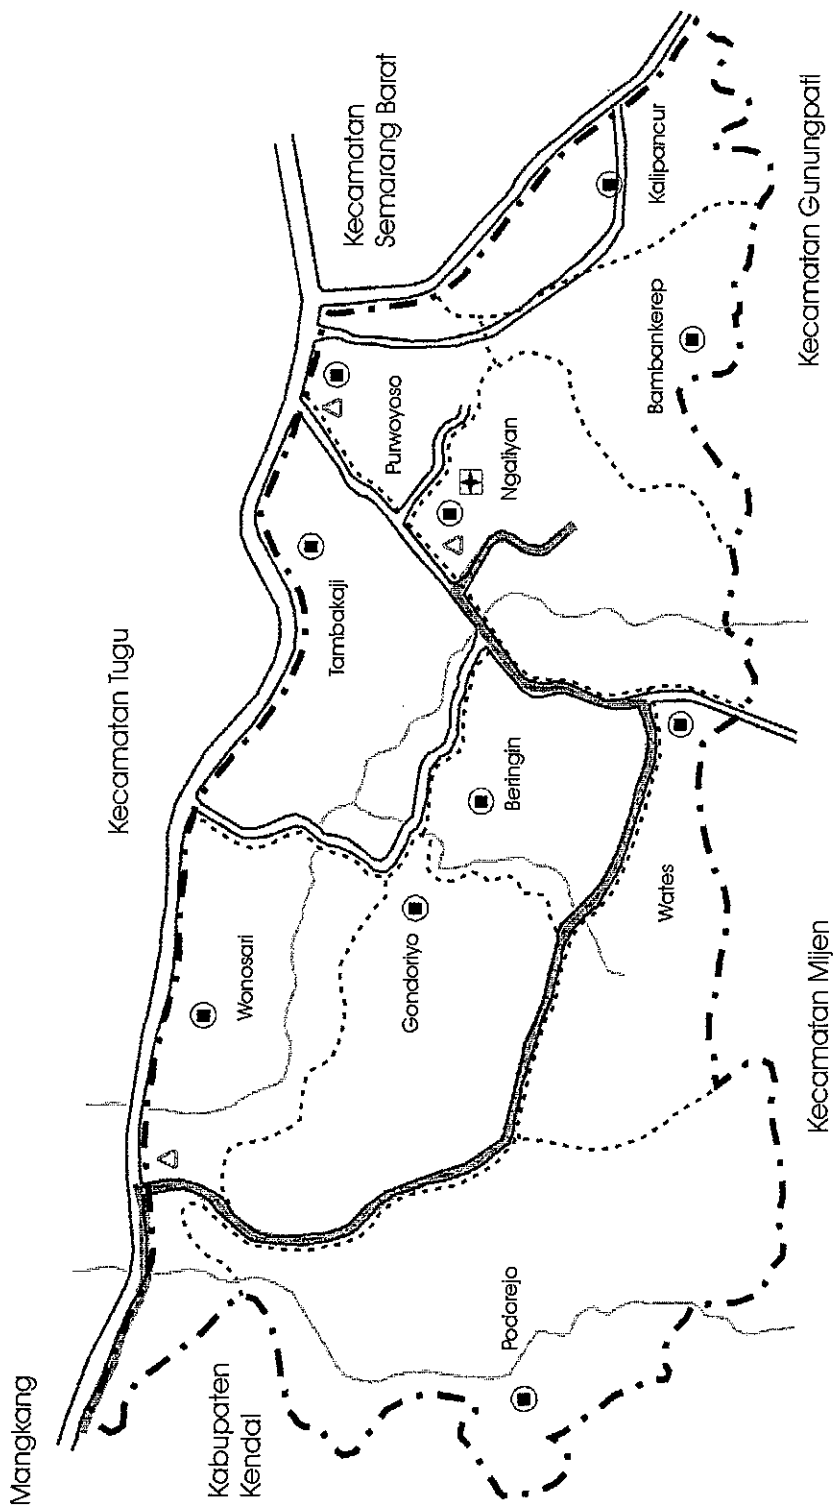 Mangkang
Kecamatan Tugu
Kecamatan
Semarang Barat
Kabupaten
Kendal
Wonosari
Tambakaji
Purwoyoso
Kalipancur
Gondoriyo
Beringin
Ngaliyan
Bambankerep
Podorejo
Wates
Kecamatan Mijen
Kecamatan Gunungpati